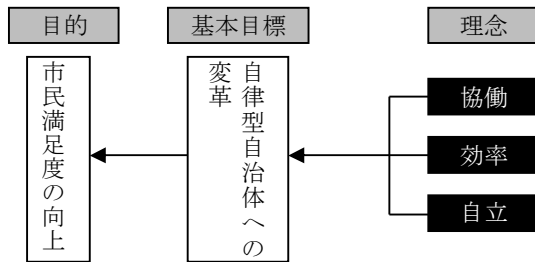 目的
基本目標
理念
市民満足度の向上
自律型自治体への
変革
協働
効率
自立